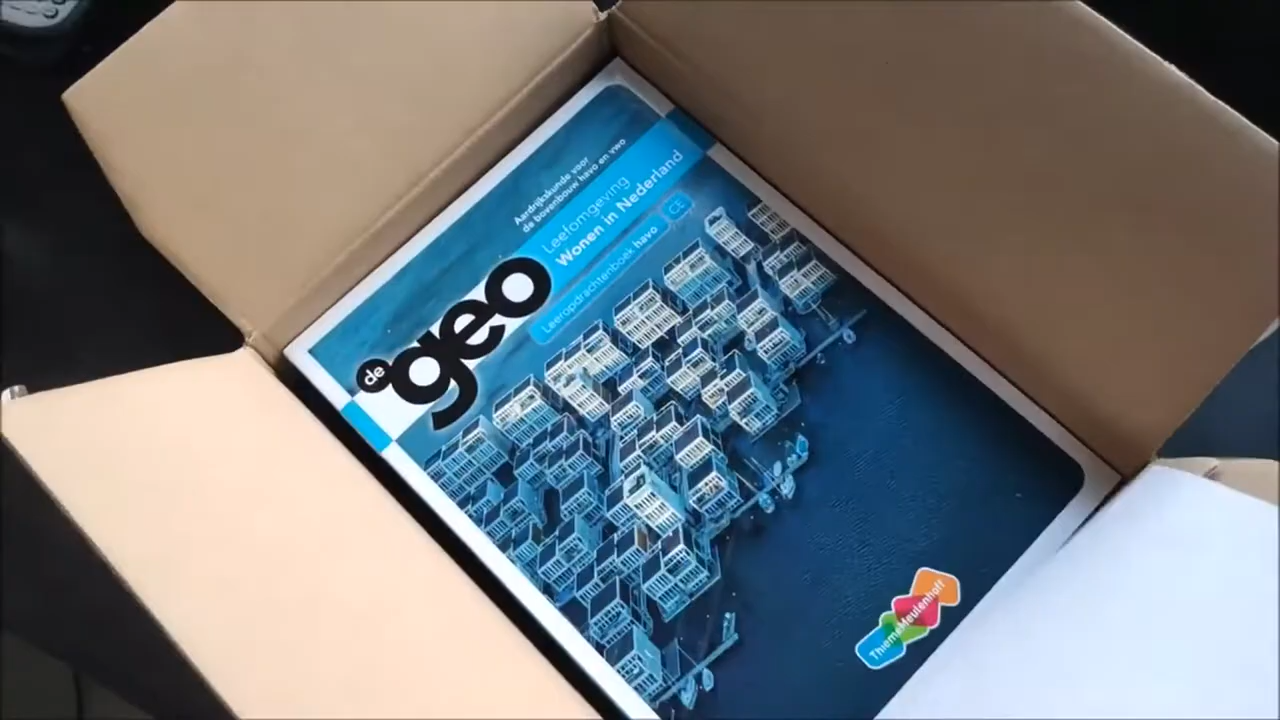 Aardrijkskunde voor
de bovenbouw havo en vwo
Leefomgeving
Wonen in Nederland
Leeropdrachtenboek havo CE
de geo
ThiemeMeulenhoff